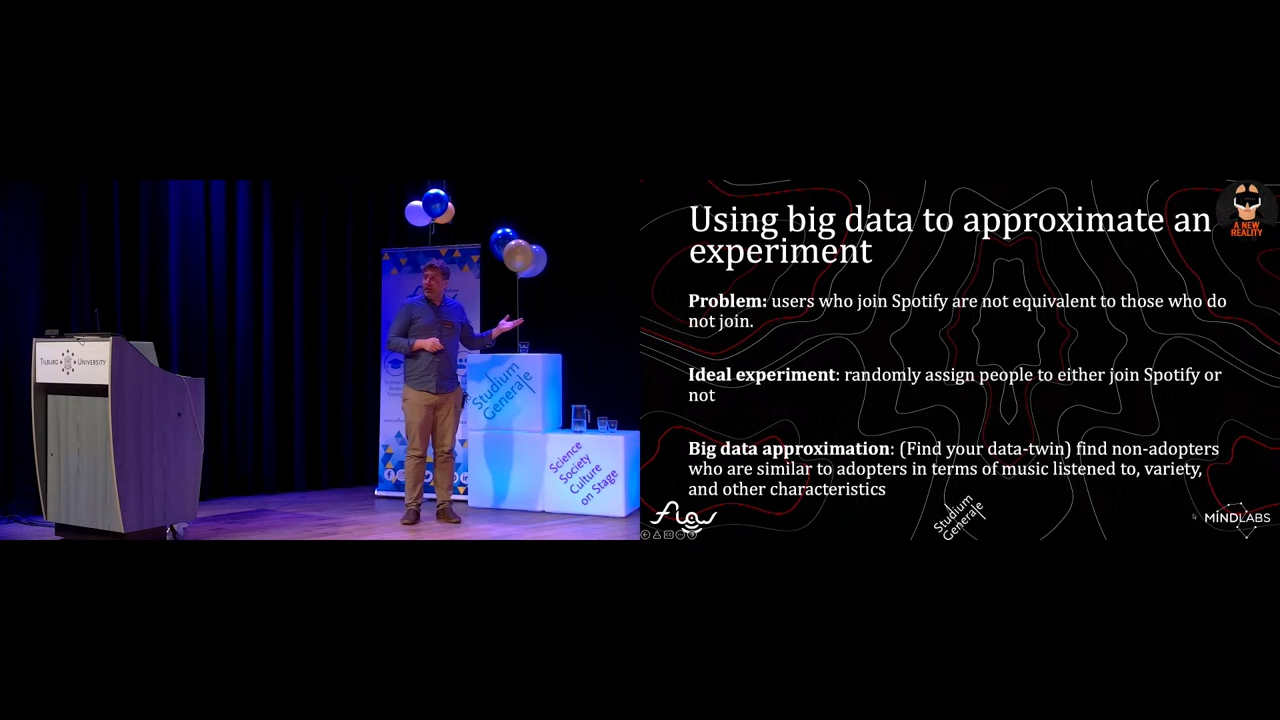 TILBURG UNIVERSITY
Studium
Generale
Science
Society
Culture
on Stage
Using big data to approximate an
experiment
A NEW
REALITY
Problem: users who join Spotify are not equivalent to those who do
not join.
Ideal experiment: randomly assign people to either join Spotify or
not
Big data approximation: (Find your data-twin) find non-adopters
who are similar to adopters in terms of music listened to, variety,
and other characteristics
flow
Studium
Generale
MINDLABS